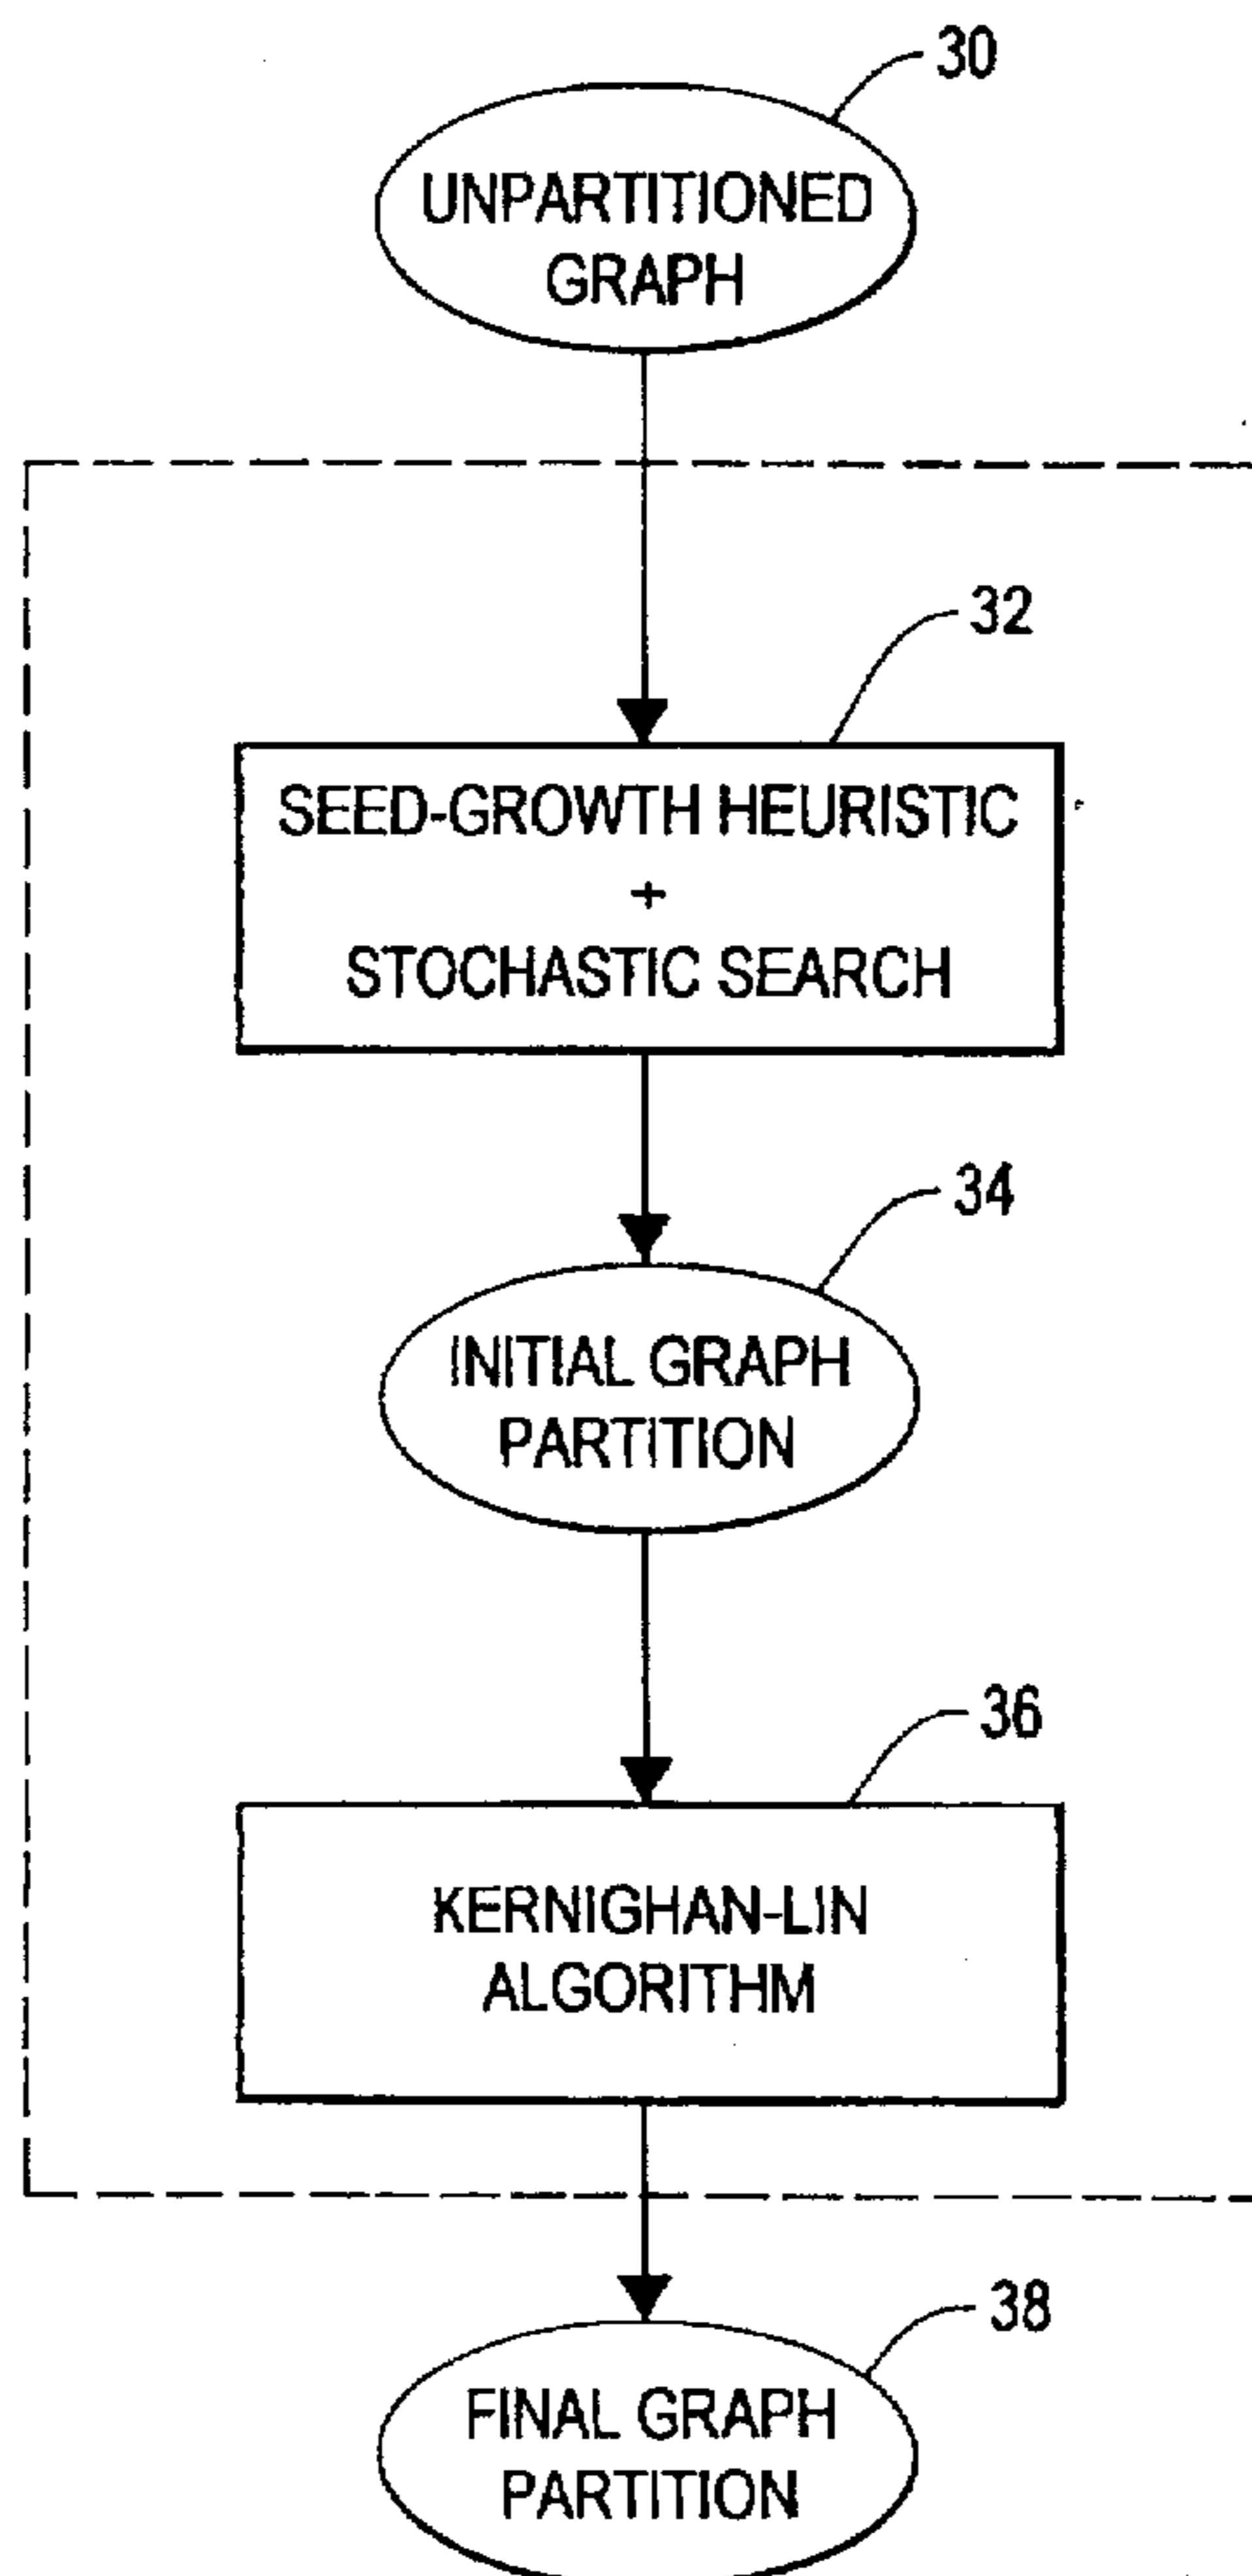 30
UNPARTITIONED
GRAPH
32
SEED-GROWTH HEURISTIC
+
STOCHASTIC SEARCH
34
INITIAL GRAPH
PARTITION
36
KERNIGHAN-LIN
ALGORITHM
38
FINAL GRAPH
PARTITION